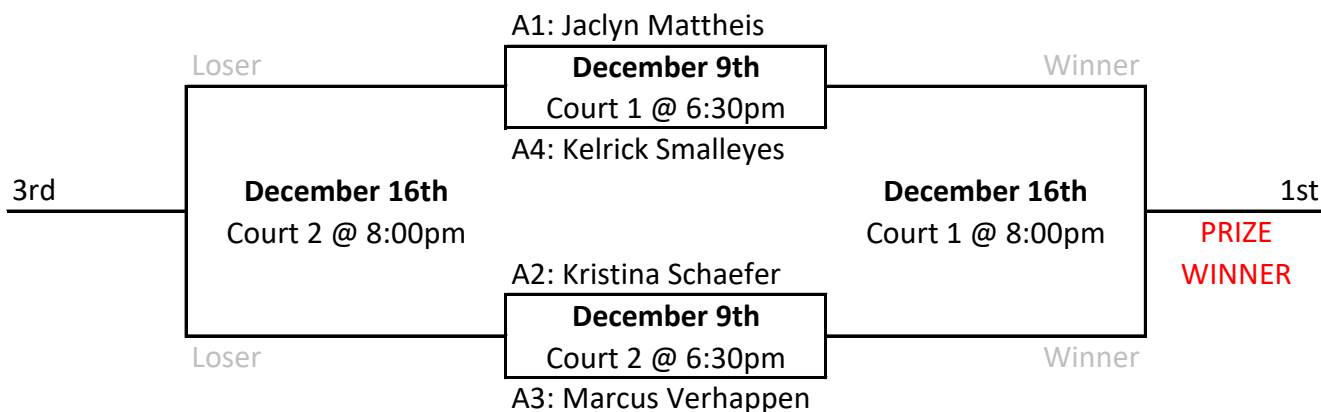 A1: Jaclyn Mattheis
Loser
December 9th
Winner
Court 1 @ 6:30pm
A4: Kelrick Smalleyes
3rd
December 16th
December 16th
1st
Court 2 @ 8:00pm
Court 1 @ 8:00pm
PRIZE
WINNER
A2: Kristina Schaefer
December 9th
Loser
Court 2 @ 6:30pm
Winner
A3: Marcus Verhappen